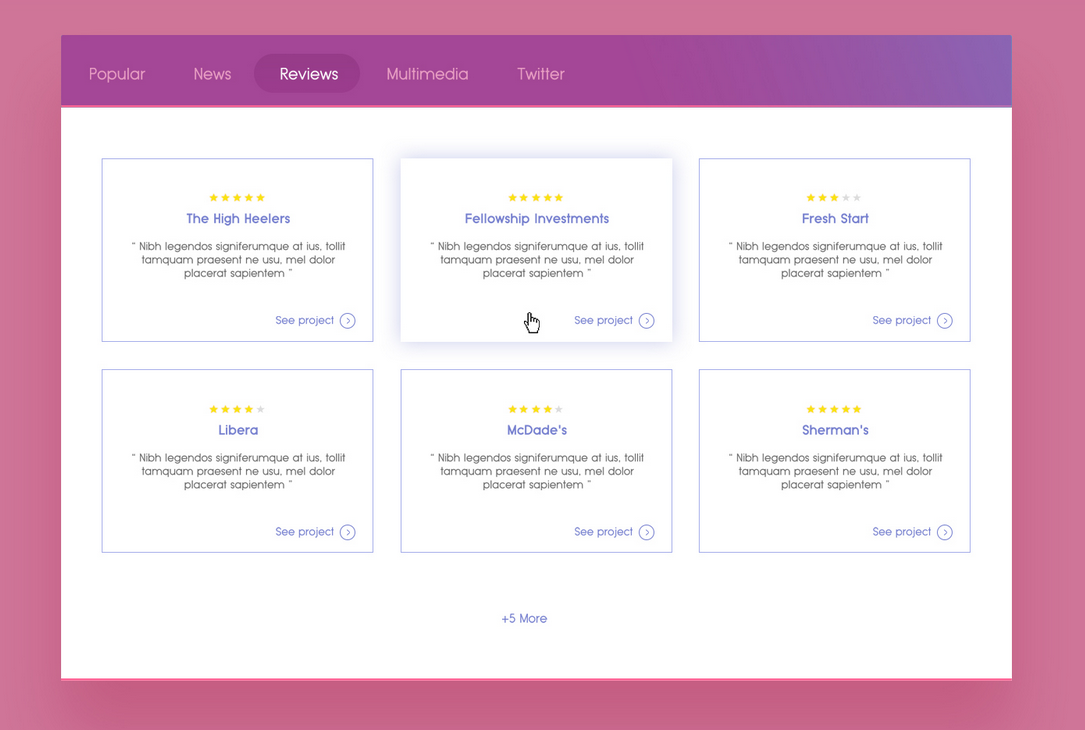 Popular News Reviews Multimedia Twitter
The High Heelers
" Nibh legendos signiferumque at ius, tollit
tamquam praesent ne usu, mel dolor
placerat sapientem "
See project
Fellowship Investments
" Nibh legendos signiferumque at ius, tollit
tamquam praesent ne usu, mel dolor
placerat sapientem "
See project
Fresh Start
" Nibh legendos signiferumque at ius, tollit
tamquam praesent ne usu, mel dolor
placerat sapientem "
See project
Libera
" Nibh legendos signiferumque at ius, tollit
tamquam praesent ne usu, mel dolor
placerat sapientem "
See project
McDade's
" Nibh legendos signiferumque at ius, tollit
tamquam praesent ne usu, mel dolor
placerat sapientem "
See project
Sherman's
" Nibh legendos signiferumque at ius, tollit
tamquam praesent ne usu, mel dolor
placerat sapientem "
See project
+5 More